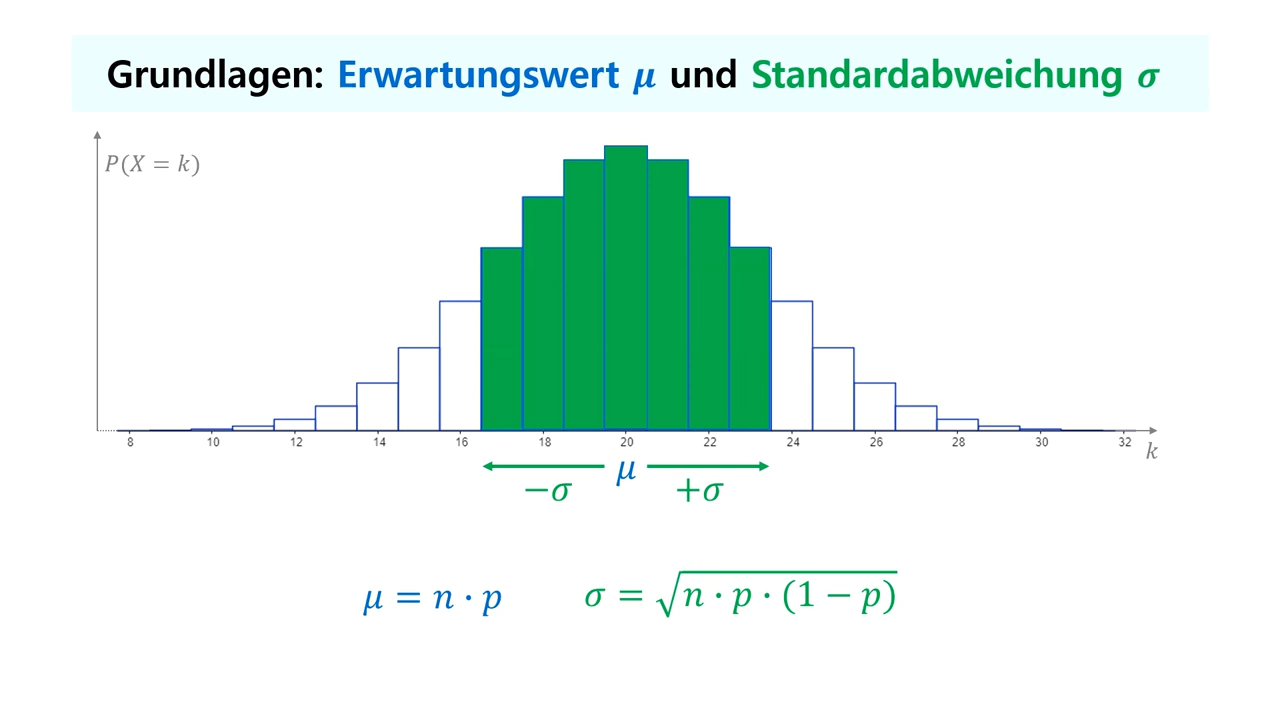 Grundlagen: Erwartungswert μ und Standardabweichung σ
P(X = k)
8 10 12 14 16 18 20 22 24 26 28 30 32
k
μ
−σ +σ
μ = n · p
σ = √(n · p · (1 − p))